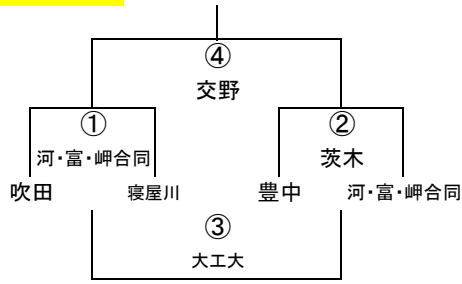 ④
交野
① ②
河・富・岬合同 茨木
吹田 寝屋川 豊中 河・富・岬合同
③
大工大